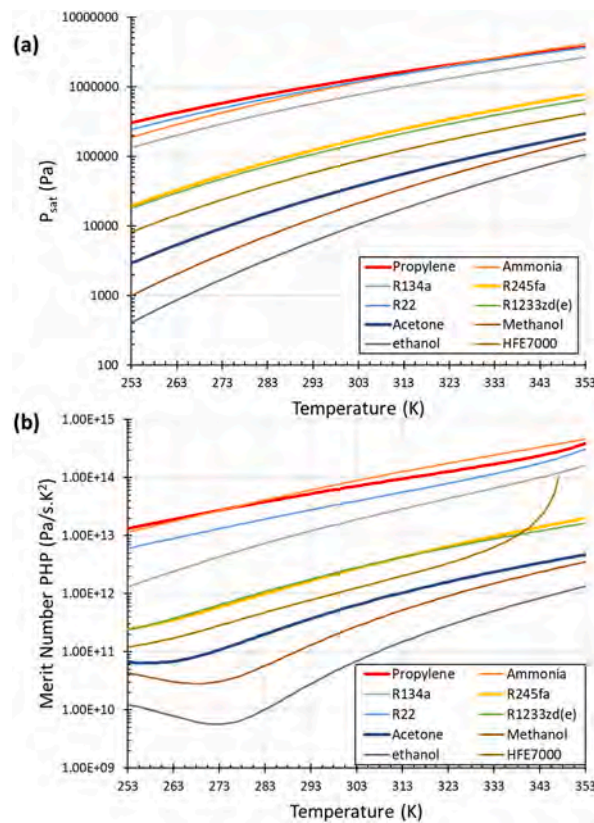 (a)
P_sat (Pa)
10000000
1000000
100000
10000
1000
100
Propylene Ammonia
R134a R245fa
R22 R1233zd(e)
Acetone Methanol
ethanol HFE7000
253 263 273 283 293 303 313 323 333 343 353
Temperature (K)
(b)
Merit Number PHP (Pa/s.K²)
1.00E+15
1.00E+14
1.00E+13
1.00E+12
1.00E+11
1.00E+10
1.00E+09
Propylene Ammonia
R134a R245fa
R22 R1233zd(e)
Acetone Methanol
ethanol HFE7000
253 263 273 283 293 303 313 323 333 343 353
Temperature (K)